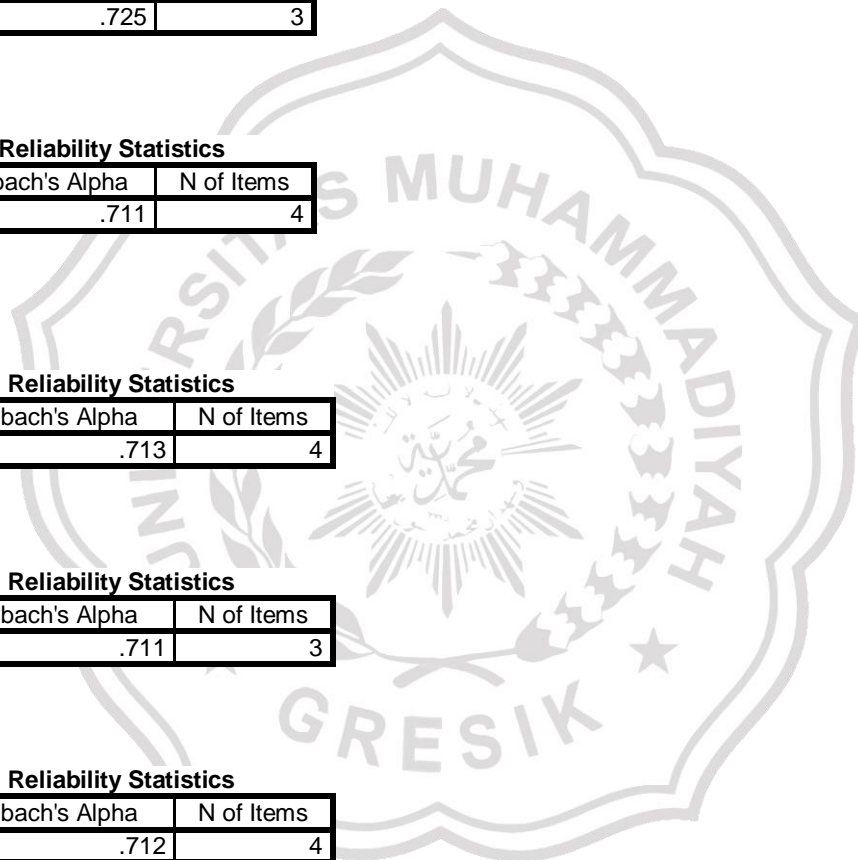 .725 3
Reliability Statistics
bach's Alpha N of Items
.711 4
Reliability Statistics
bach's Alpha N of Items
.713 4
Reliability Statistics
bach's Alpha N of Items
.711 3
Reliability Statistics
bach's Alpha N of Items
.712 4
MUHAMMADIYAH
GRESIK